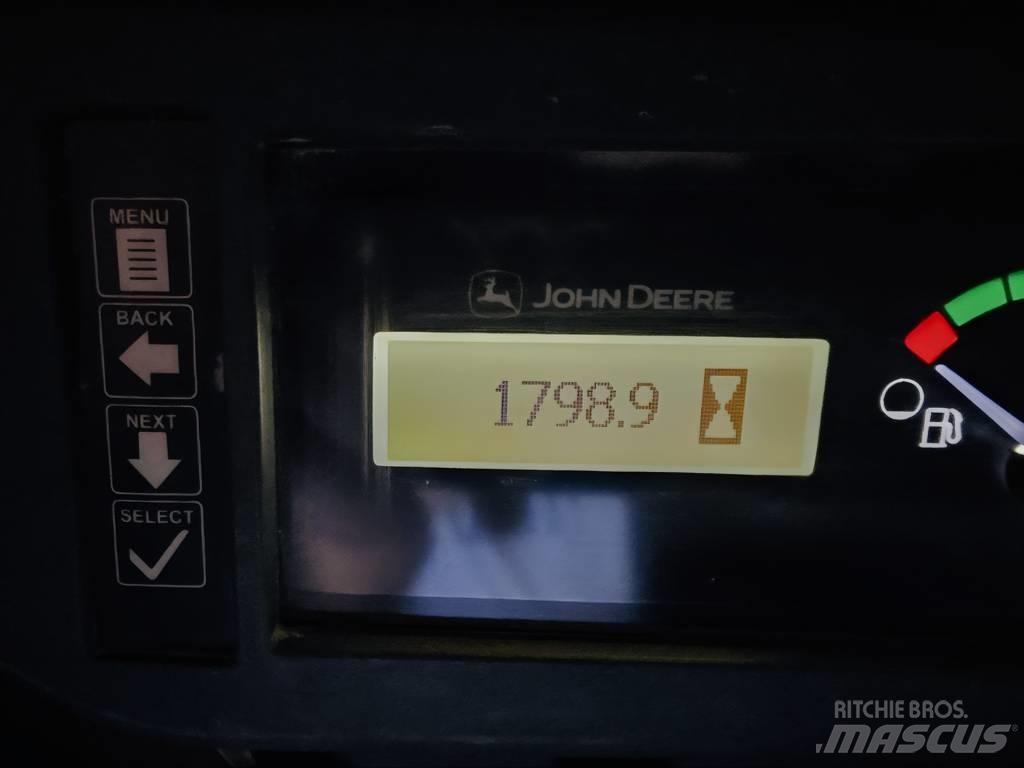 MENU
BACK
NEXT
SELECT
JOHN DEERE
1798.9
RITCHIE BROS.
MASCUS